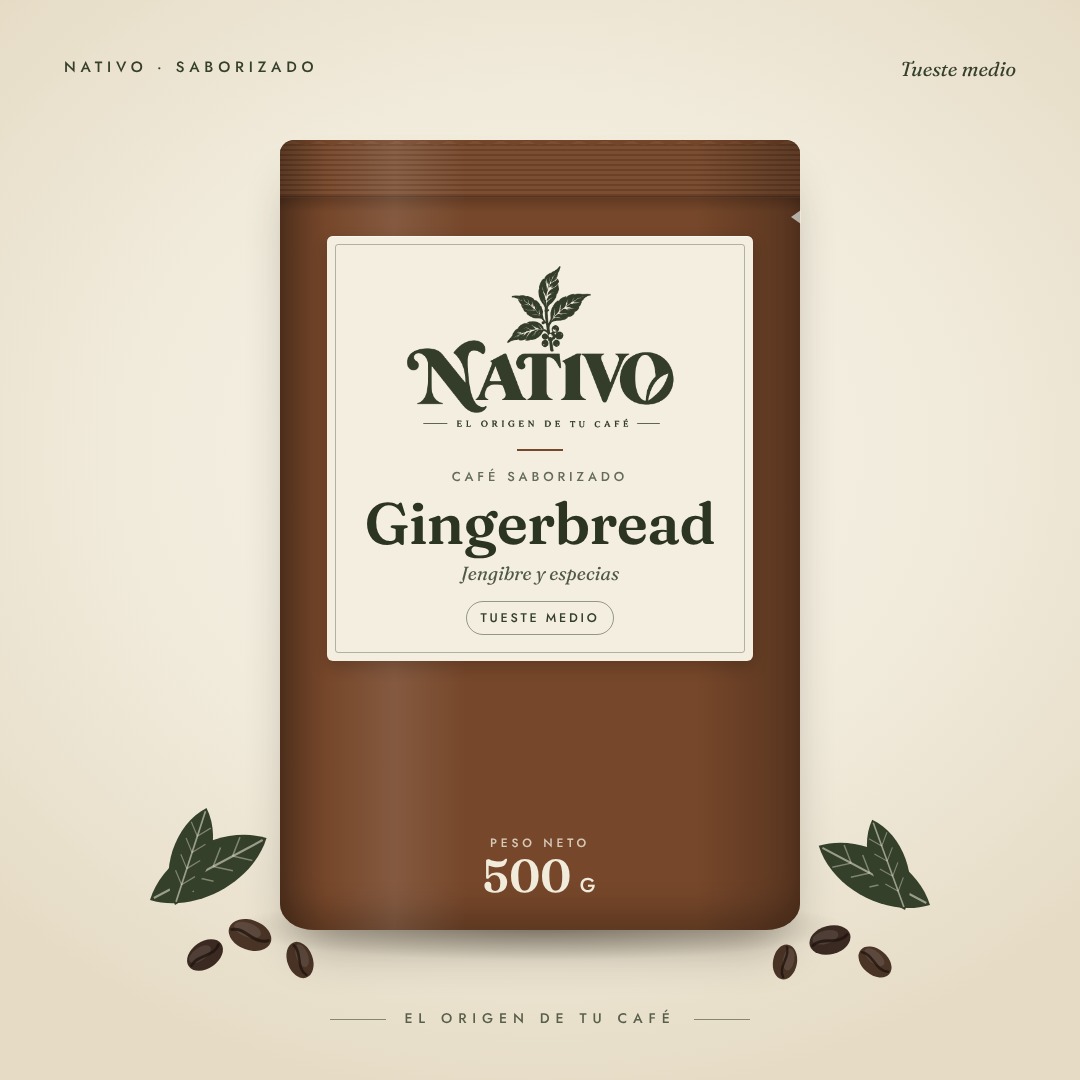 NATIVO · SABORIZADO
Tueste medio
NATIVO
EL ORIGEN DE TU CAFÉ
CAFÉ SABORIZADO
Gingerbread
Jengibre y especias
TUESTE MEDIO
PESO NETO
500 G
EL ORIGEN DE TU CAFÉ